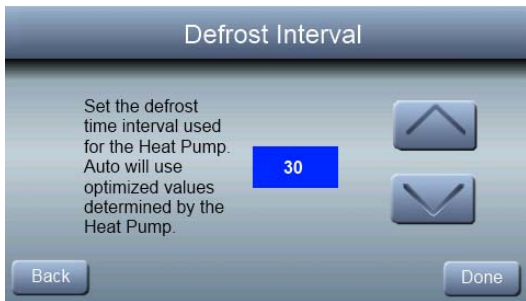 Defrost Interval
Set the defrost
time interval used
for the Heat Pump.
Auto will use
optimized values
determined by the
Heat Pump.
30
Back
Done